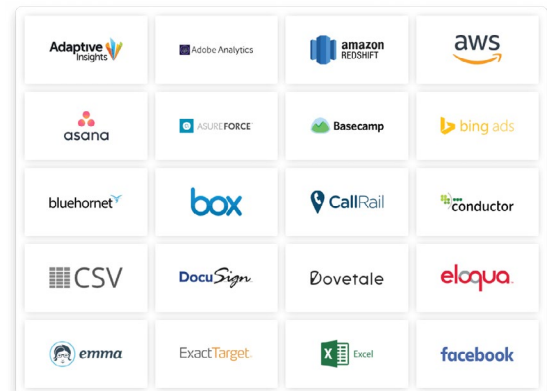 Adaptive
Insights
Adobe Analytics
amazon
REDSHIFT
aws
asana
ASUREFORCE
Basecamp
bing ads
bluehornet
box
CallRail
conductor
CSV
DocuSign
Dovetale
eloqua
emma
ExactTarget
Excel
facebook